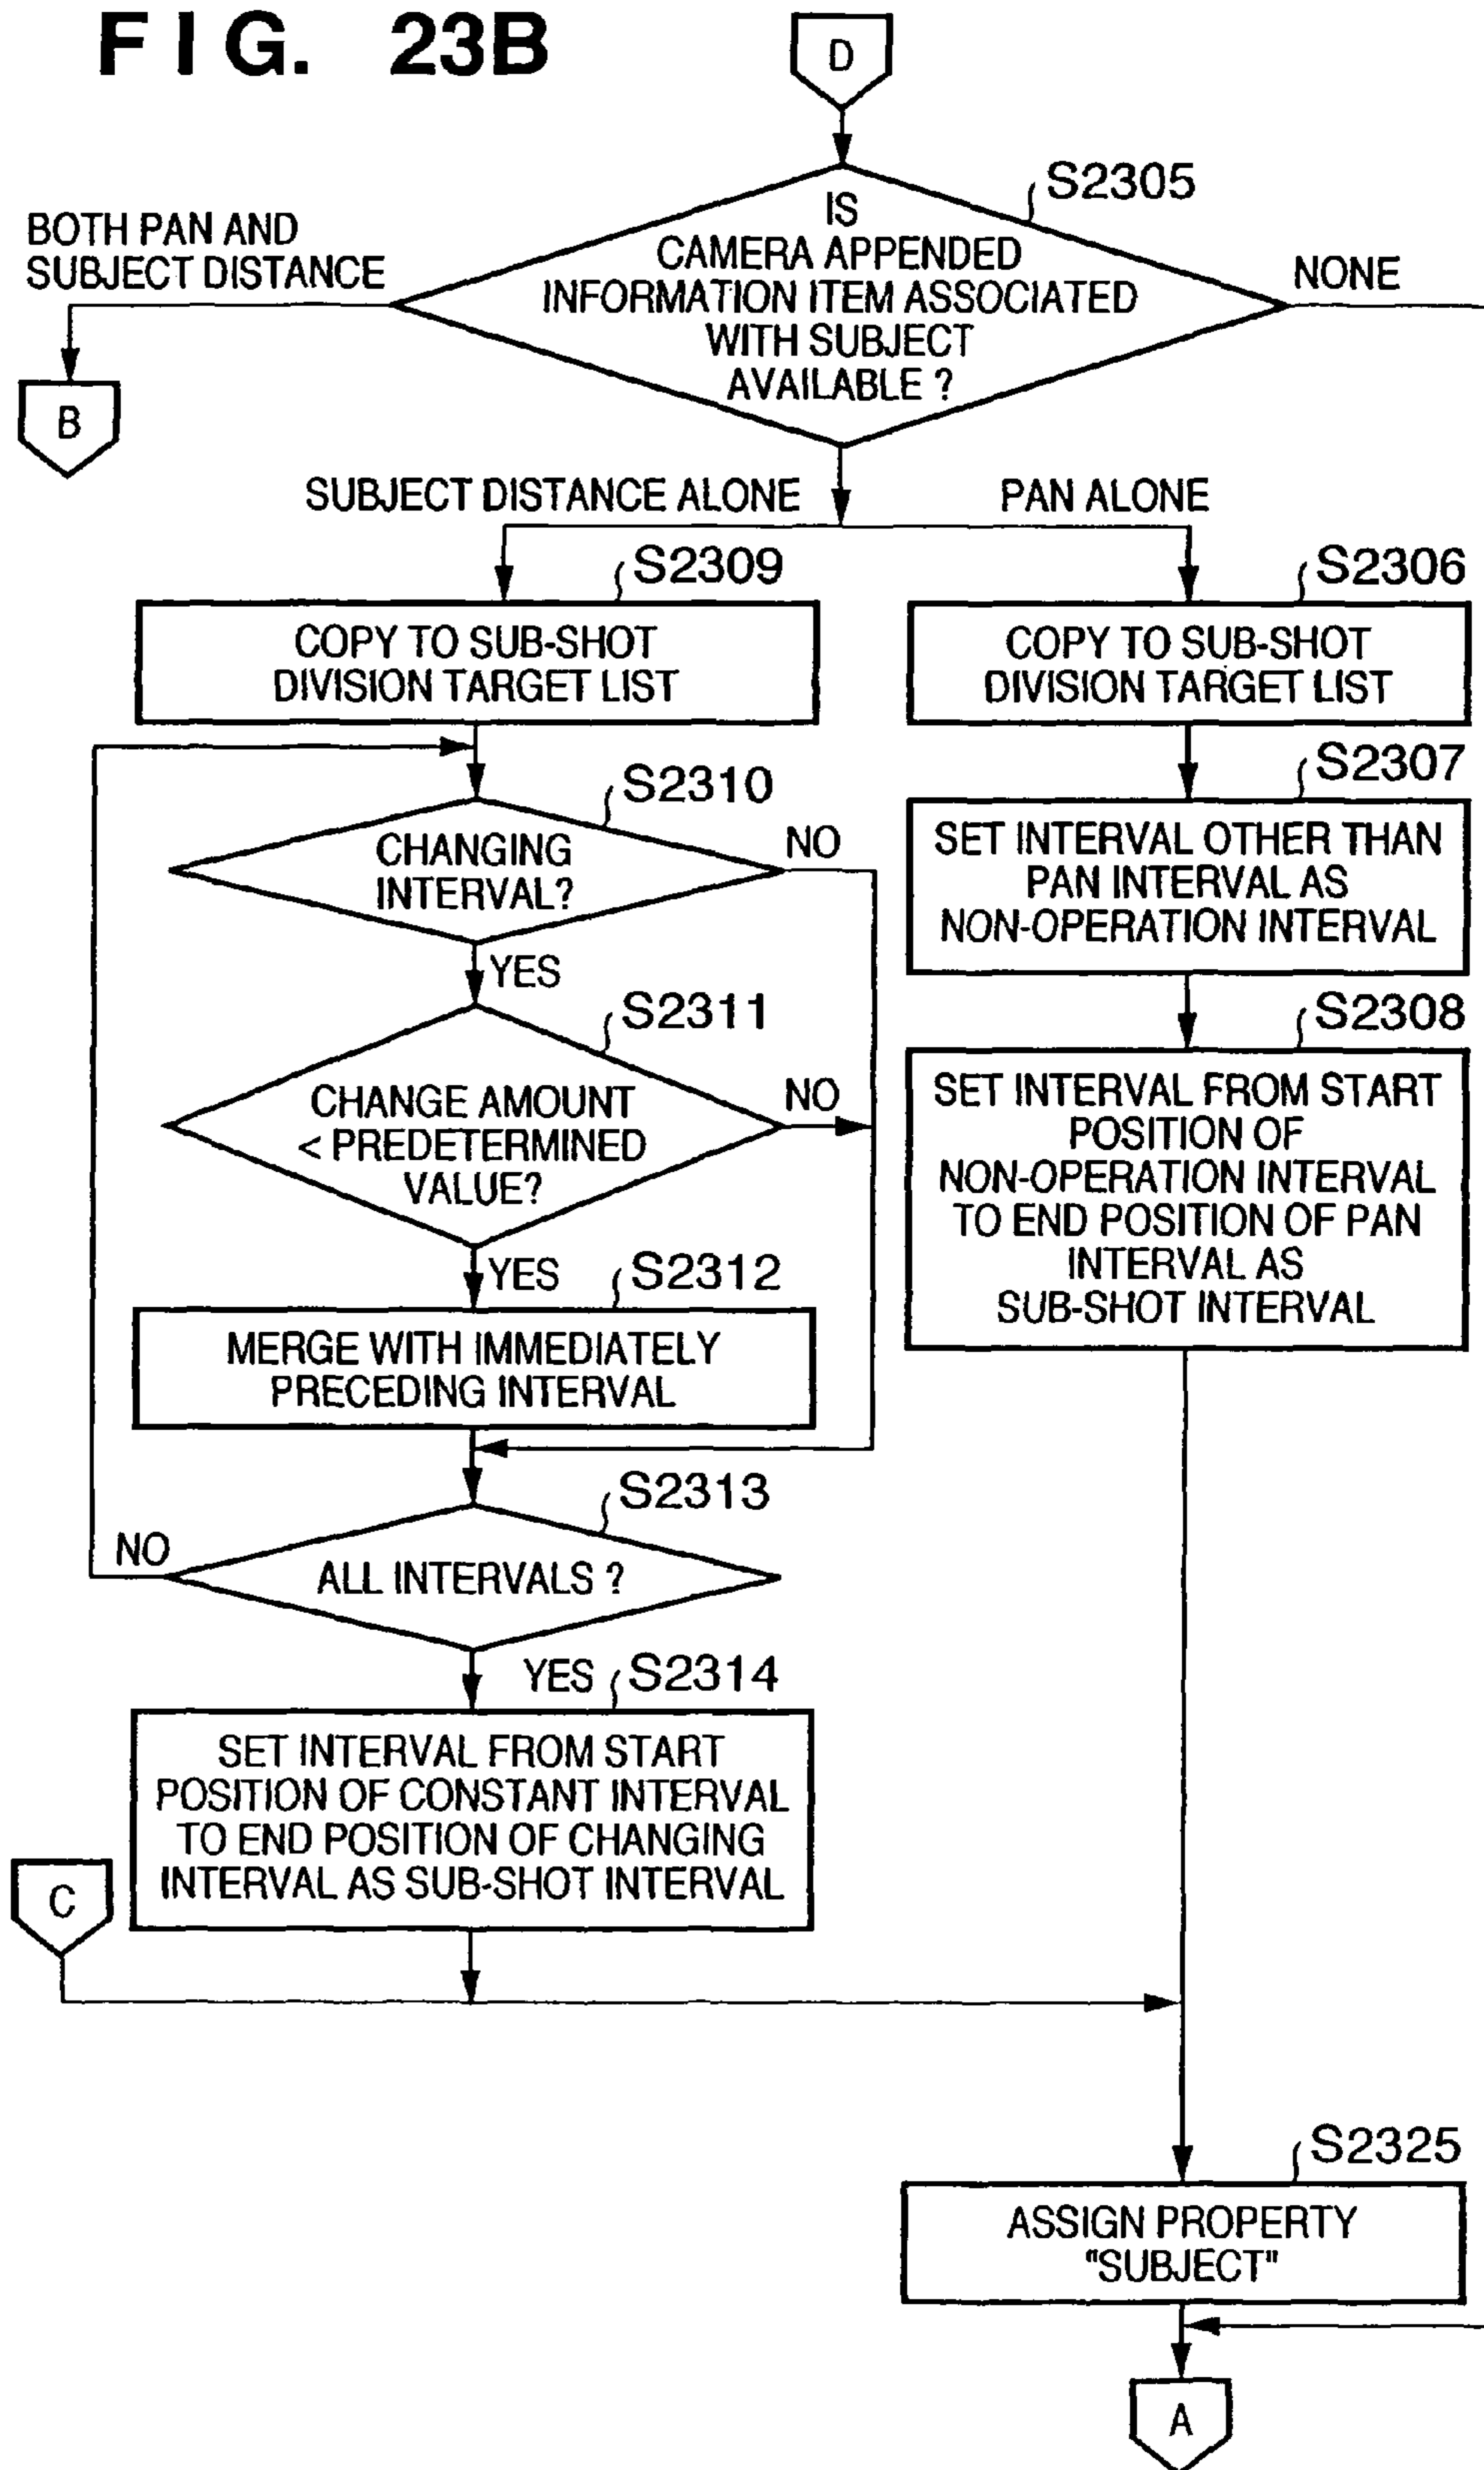 FIG. 23B
D
S2305
IS
CAMERA APPENDED
INFORMATION ITEM ASSOCIATED
WITH SUBJECT
AVAILABLE ?
BOTH PAN AND
SUBJECT DISTANCE
NONE
B
SUBJECT DISTANCE ALONE
PAN ALONE
S2309
COPY TO SUB-SHOT
DIVISION TARGET LIST
S2306
COPY TO SUB-SHOT
DIVISION TARGET LIST
S2310
CHANGING
INTERVAL?
NO
YES
S2307
SET INTERVAL OTHER THAN
PAN INTERVAL AS
NON-OPERATION INTERVAL
S2311
CHANGE AMOUNT
< PREDETERMINED
VALUE?
NO
YES
S2308
SET INTERVAL FROM START
POSITION OF
NON-OPERATION INTERVAL
TO END POSITION OF PAN
INTERVAL AS
SUB-SHOT INTERVAL
S2312
MERGE WITH IMMEDIATELY
PRECEDING INTERVAL
S2313
ALL INTERVALS ?
NO
YES
S2314
SET INTERVAL FROM START
POSITION OF CONSTANT INTERVAL
TO END POSITION OF CHANGING
INTERVAL AS SUB-SHOT INTERVAL
C
S2325
ASSIGN PROPERTY
"SUBJECT"
A